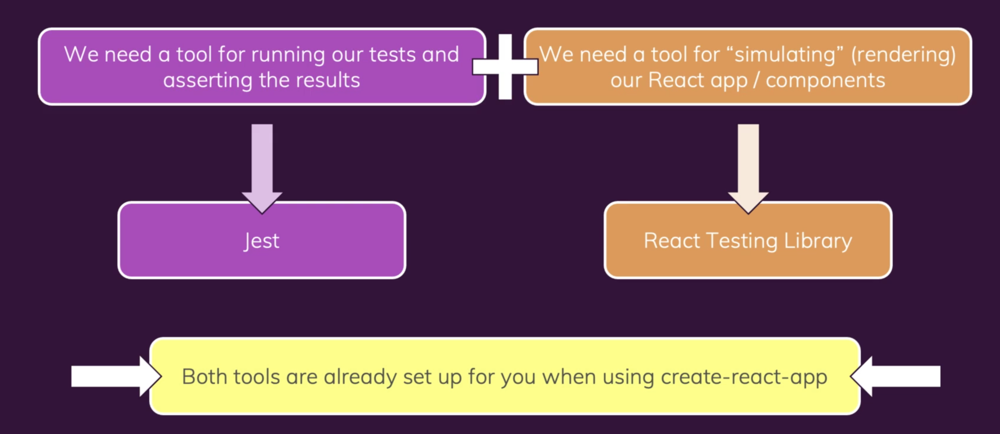 We need a tool for running our tests and
asserting the results
We need a tool for “simulating” (rendering)
our React app / components
Jest
React Testing Library
Both tools are already set up for you when using create-react-app